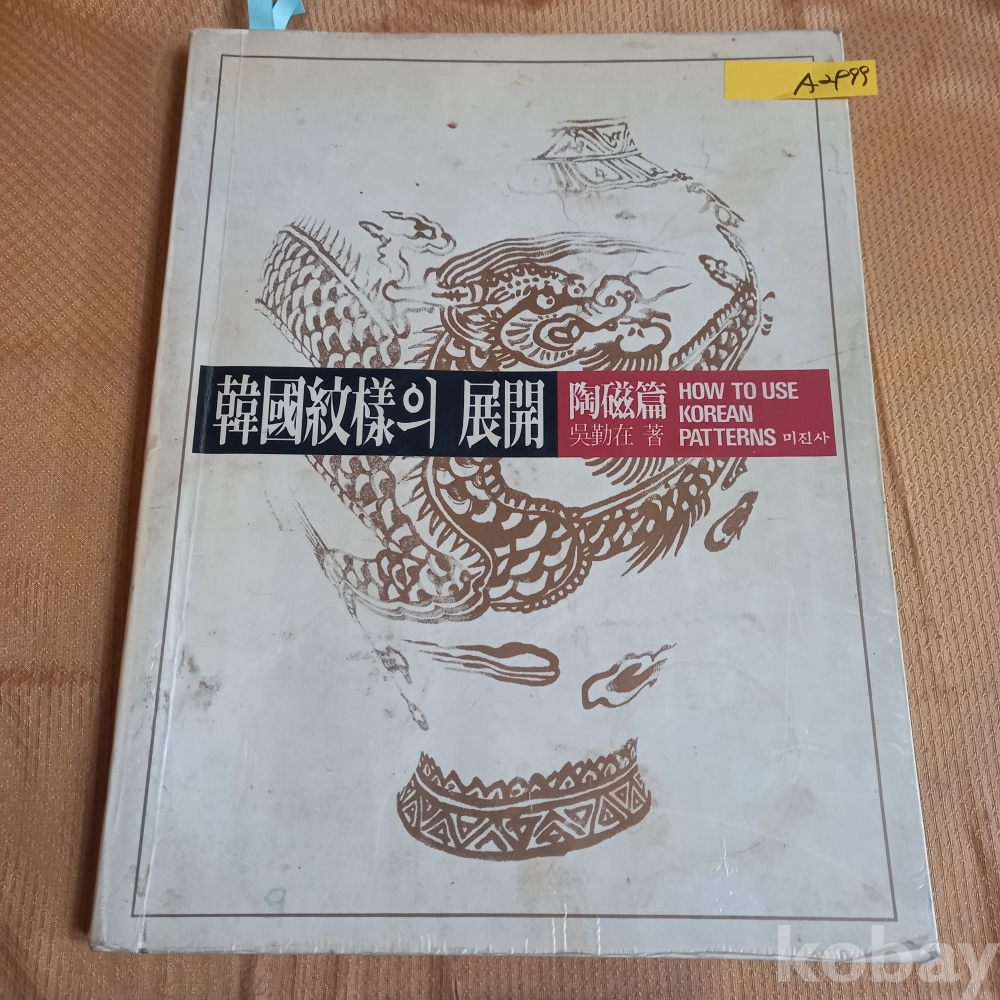 A-2999
韓國紋樣의 展開
陶磁篇
吳勤在 著
HOW TO USE
KOREAN
PATTERNS 미진사
kobay